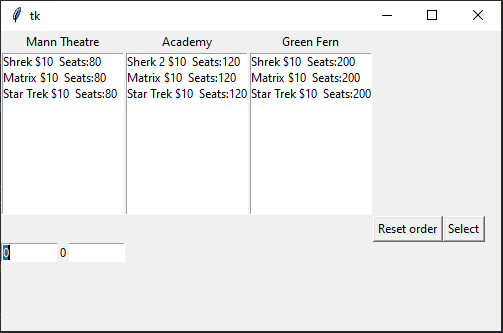 tk
Mann Theatre Academy Green Fern
Shrek $10 Seats:80 Sherk 2 $10 Seats:120 Shrek $10 Seats:200
Matrix $10 Seats:80 Matrix $10 Seats:120 Matrix $10 Seats:200
Star Trek $10 Seats:80 Star Trek $10 Seats:120 Star Trek $10 Seats:200
Reset order Select
0 0